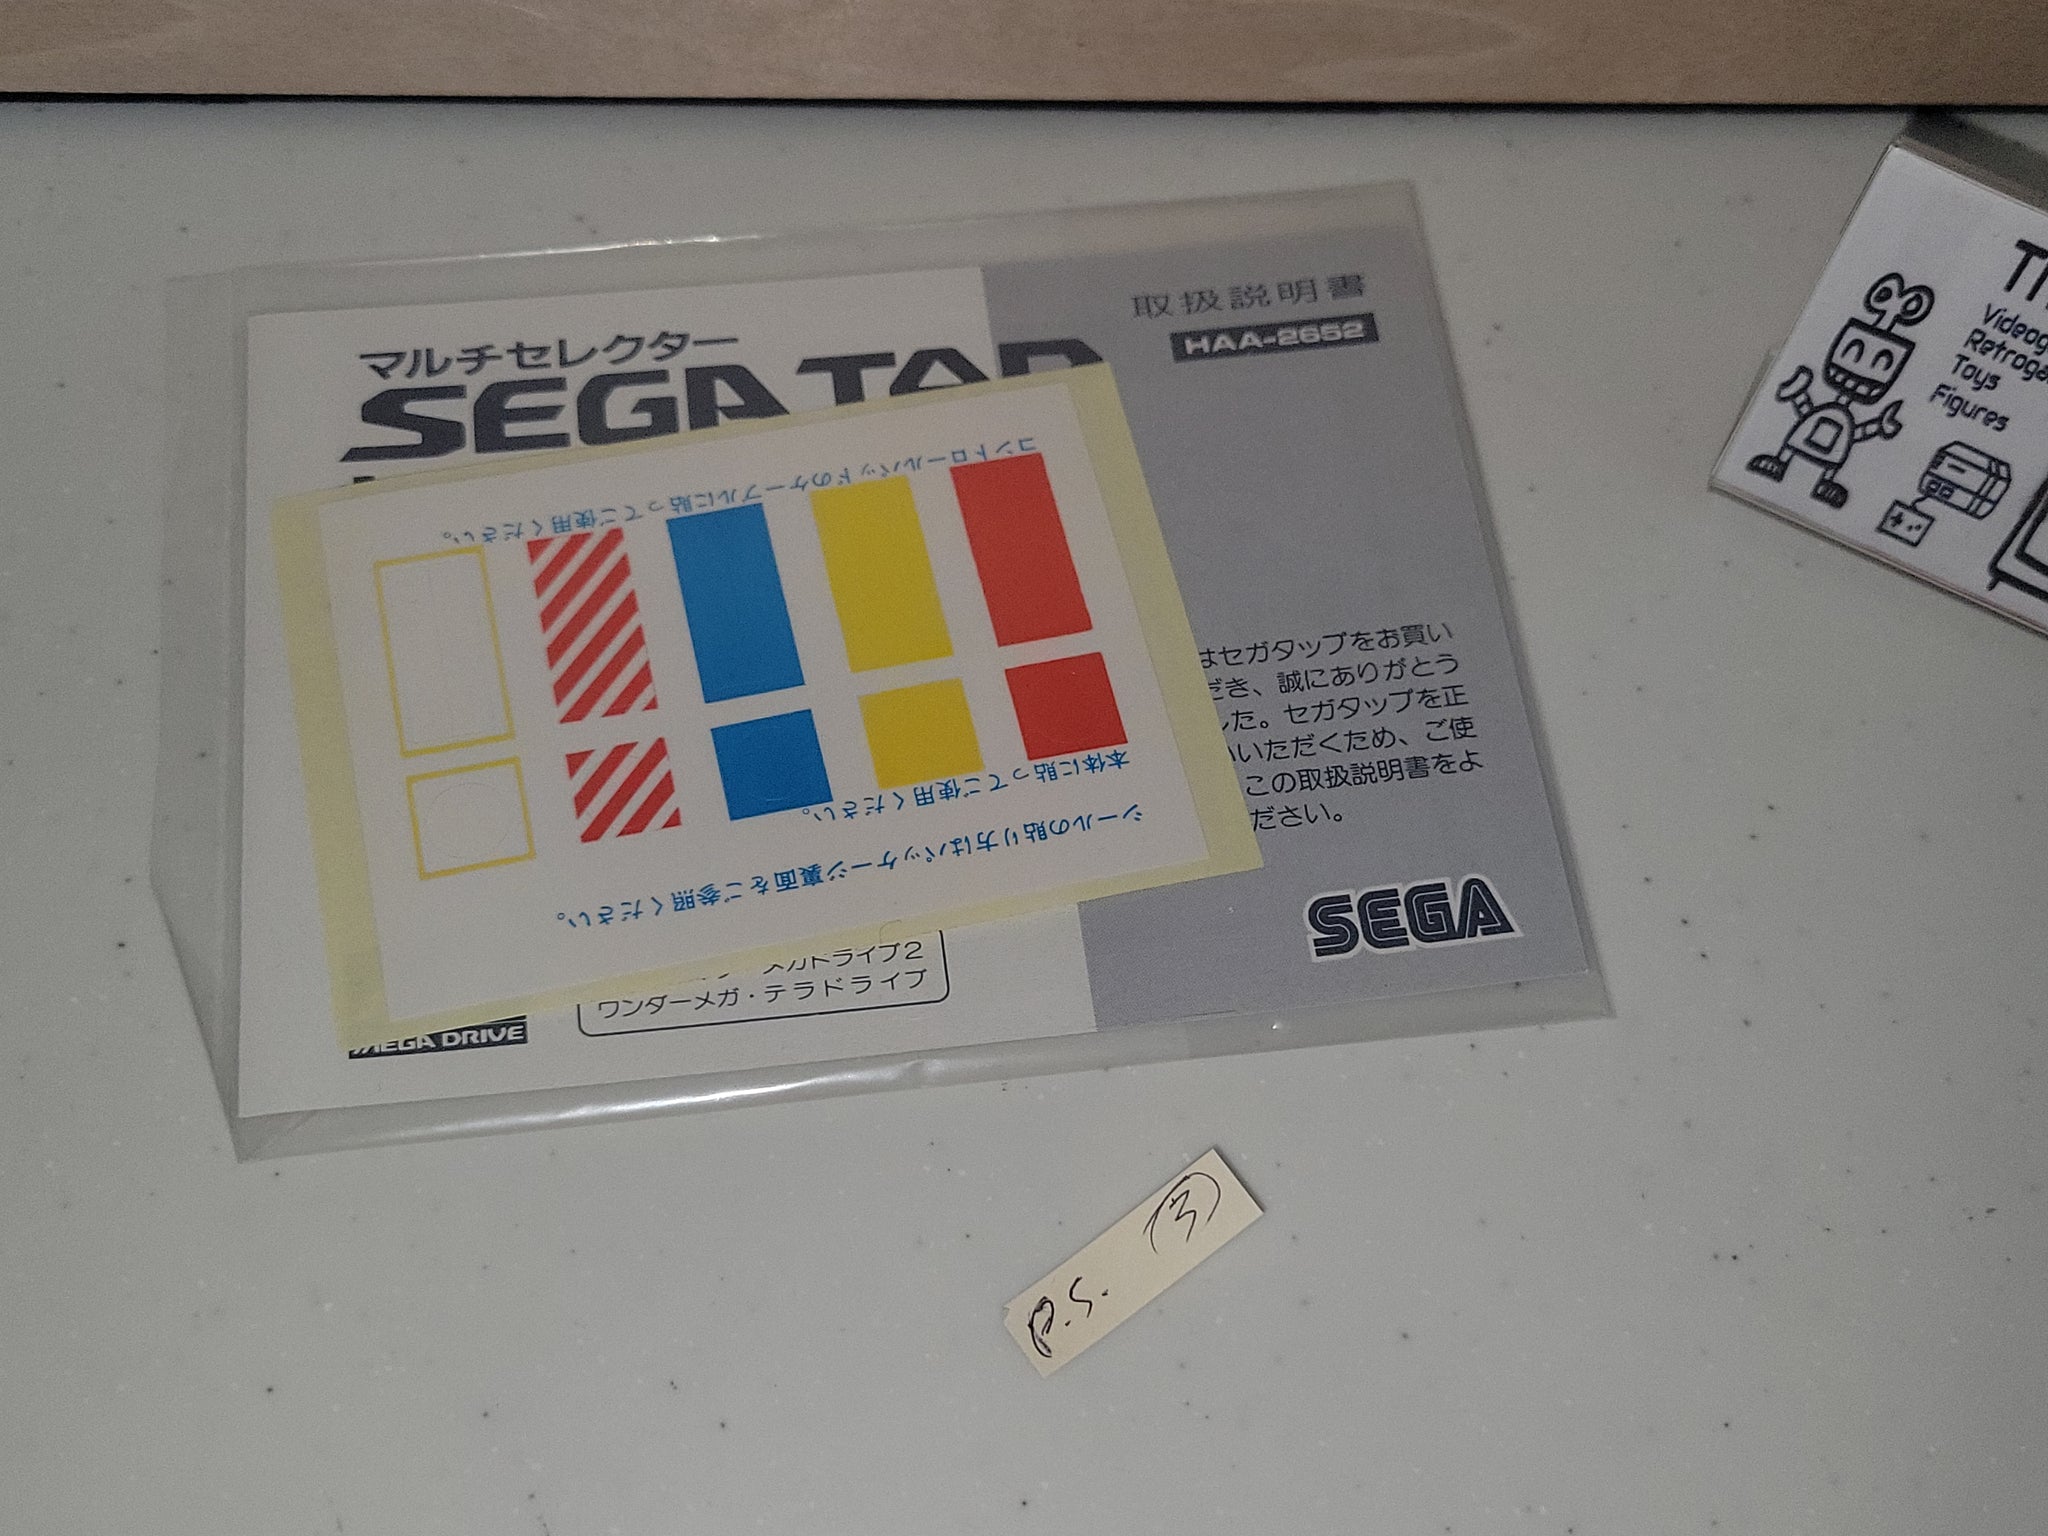 取扱説明書
HAA-2652
マルチセレクター
SEGA TAP
コントロールパッドのケーブルに貼ってご使用ください。
本体に貼ってご使用ください。
シールの貼り方はパッケージ裏面をご参照ください。
はセガタップをお買い
だき、誠にありがとう
した。セガタップを正
いいただくため、ご使
この取扱説明書をよ
ださい。
SEGA
メガドライブ2
ワンダーメガ・テラドライブ
MEGA DRIVE
Toys
Figures
P.S. 3